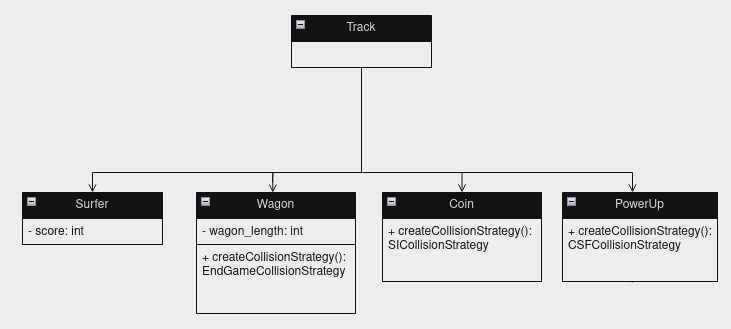 Track
Surfer
- score: int
Wagon
- wagon_length: int
+ createCollisionStrategy():
EndGameCollisionStrategy
Coin
+ createCollisionStrategy():
SICollisionStrategy
PowerUp
+ createCollisionStrategy():
CSFCollisionStrategy